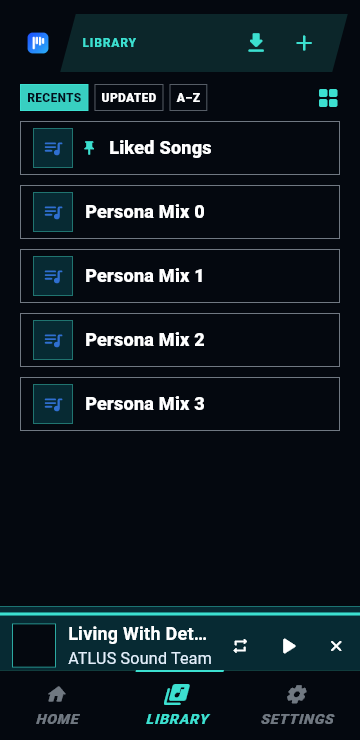 LIBRARY
RECENTS UPDATED A–Z
Liked Songs
Persona Mix 0
Persona Mix 1
Persona Mix 2
Persona Mix 3
Living With Det...
ATLUS Sound Team
HOME LIBRARY SETTINGS